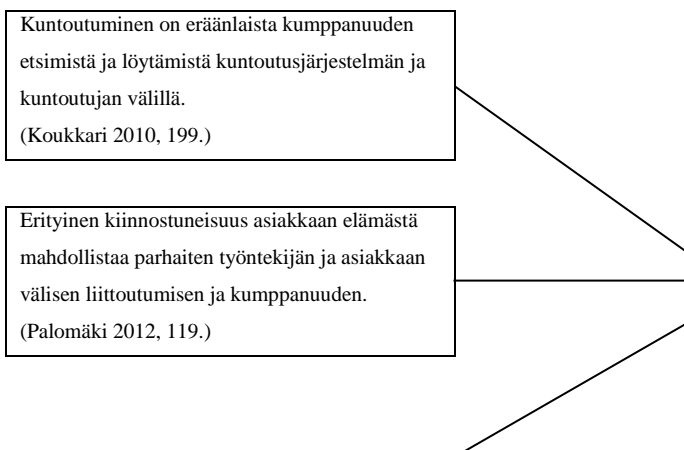 Kuntoutuminen on eräänlaista kumppanuuden
etsimistä ja löytämistä kuntoutusjärjestelmän ja
kuntoutujan välillä.
(Koukkari 2010, 199.)
Erityinen kiinnostuneisuus asiakkaan elämästä
mahdollistaa parhaiten työntekijän ja asiakkaan
välisen liittoutumisen ja kumppanuuden.
(Palomäki 2012, 119.)